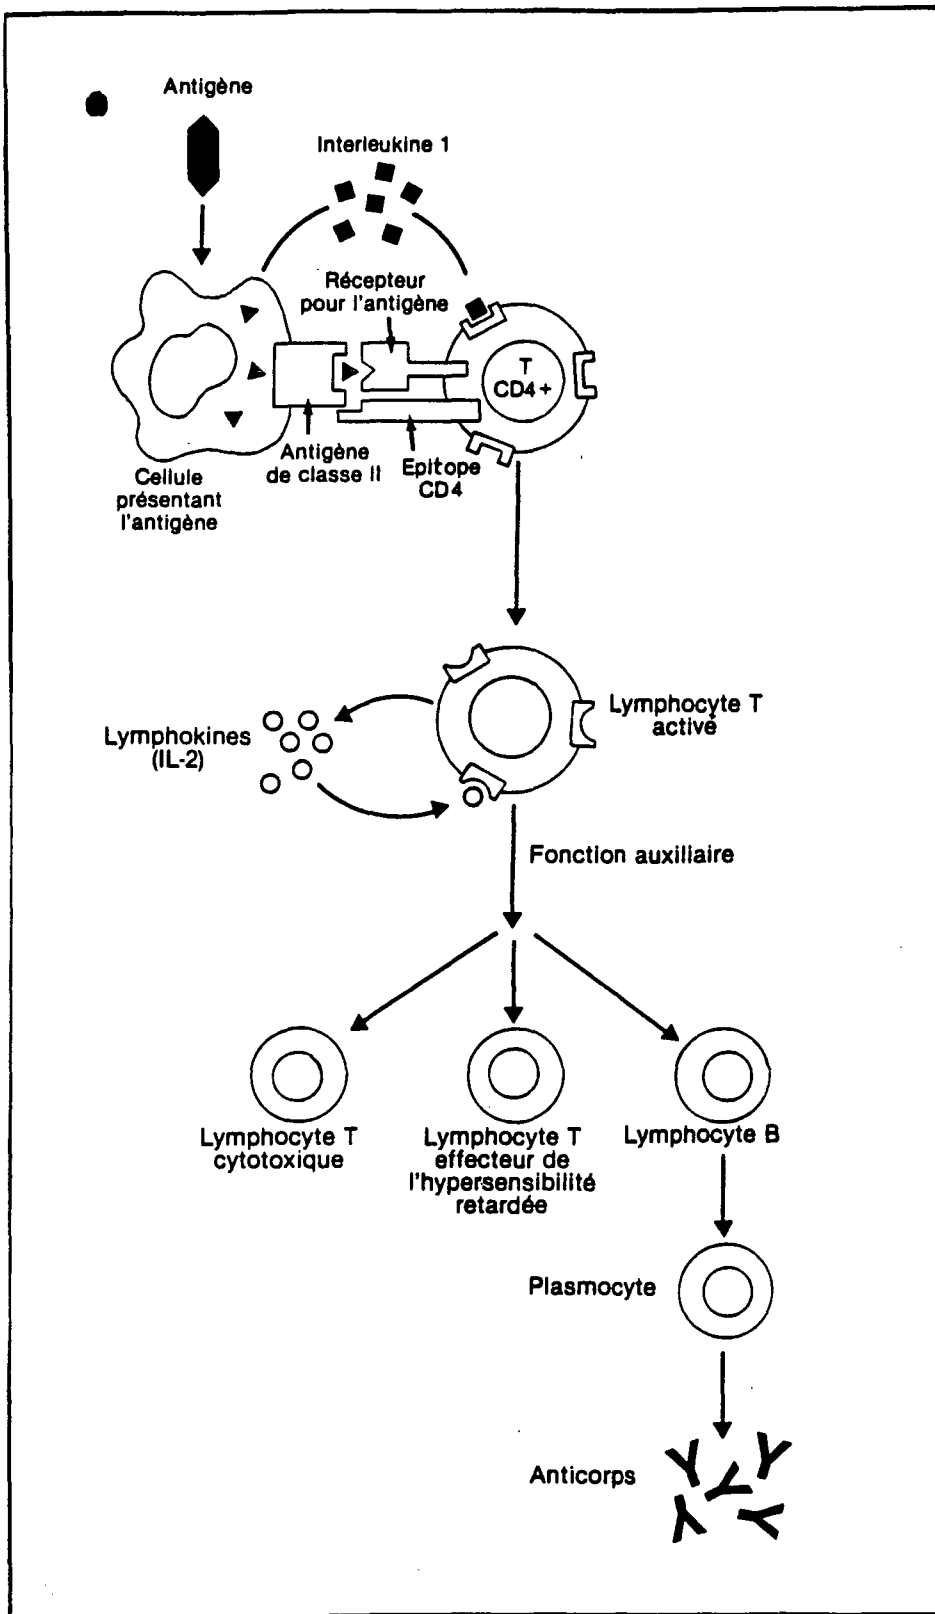 Antigène
Interleukine 1
Récepteur
pour l'antigène
T
CD4+
Antigène
de classe II
Epitope
CD4
Cellule
présentant
l'antigène
Lymphocyte T
activé
Lymphokines
(IL-2)
Fonction auxiliaire
Lymphocyte T
cytotoxique
Lymphocyte T
effecteur de
l'hypersensibilité
retardée
Lymphocyte B
Plasmocyte
Anticorps